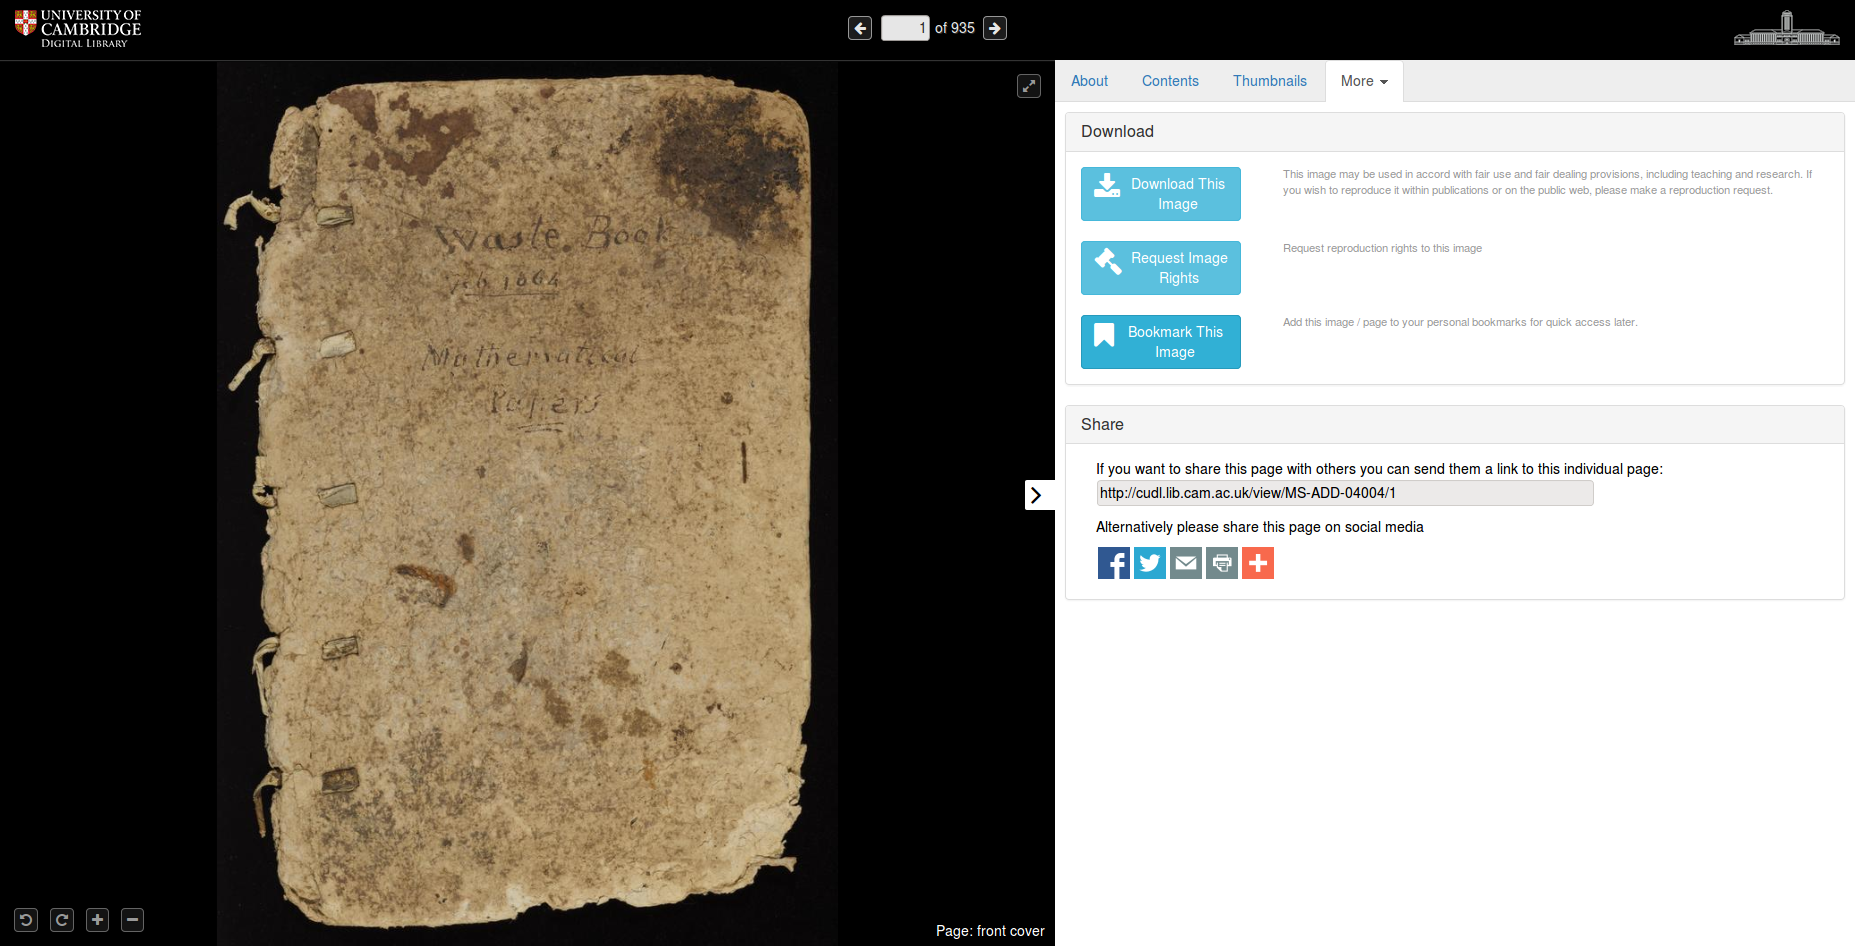 UNIVERSITY OF
CAMBRIDGE
DIGITAL LIBRARY
1 of 935
Waste. Book
1664
Mathematical
Papers
Page: front cover
About
Contents
Thumbnails
More
Download
Download This
Image
This image may be used in accord with fair use and fair dealing provisions, including teaching and research. If
you wish to reproduce it within publications or on the public web, please make a reproduction request.
Request Image
Rights
Request reproduction rights to this image
Bookmark This
Image
Add this image / page to your personal bookmarks for quick access later.
Share
If you want to share this page with others you can send them a link to this individual page:
http://cudl.lib.cam.ac.uk/view/MS-ADD-04004/1
Alternatively please share this page on social media